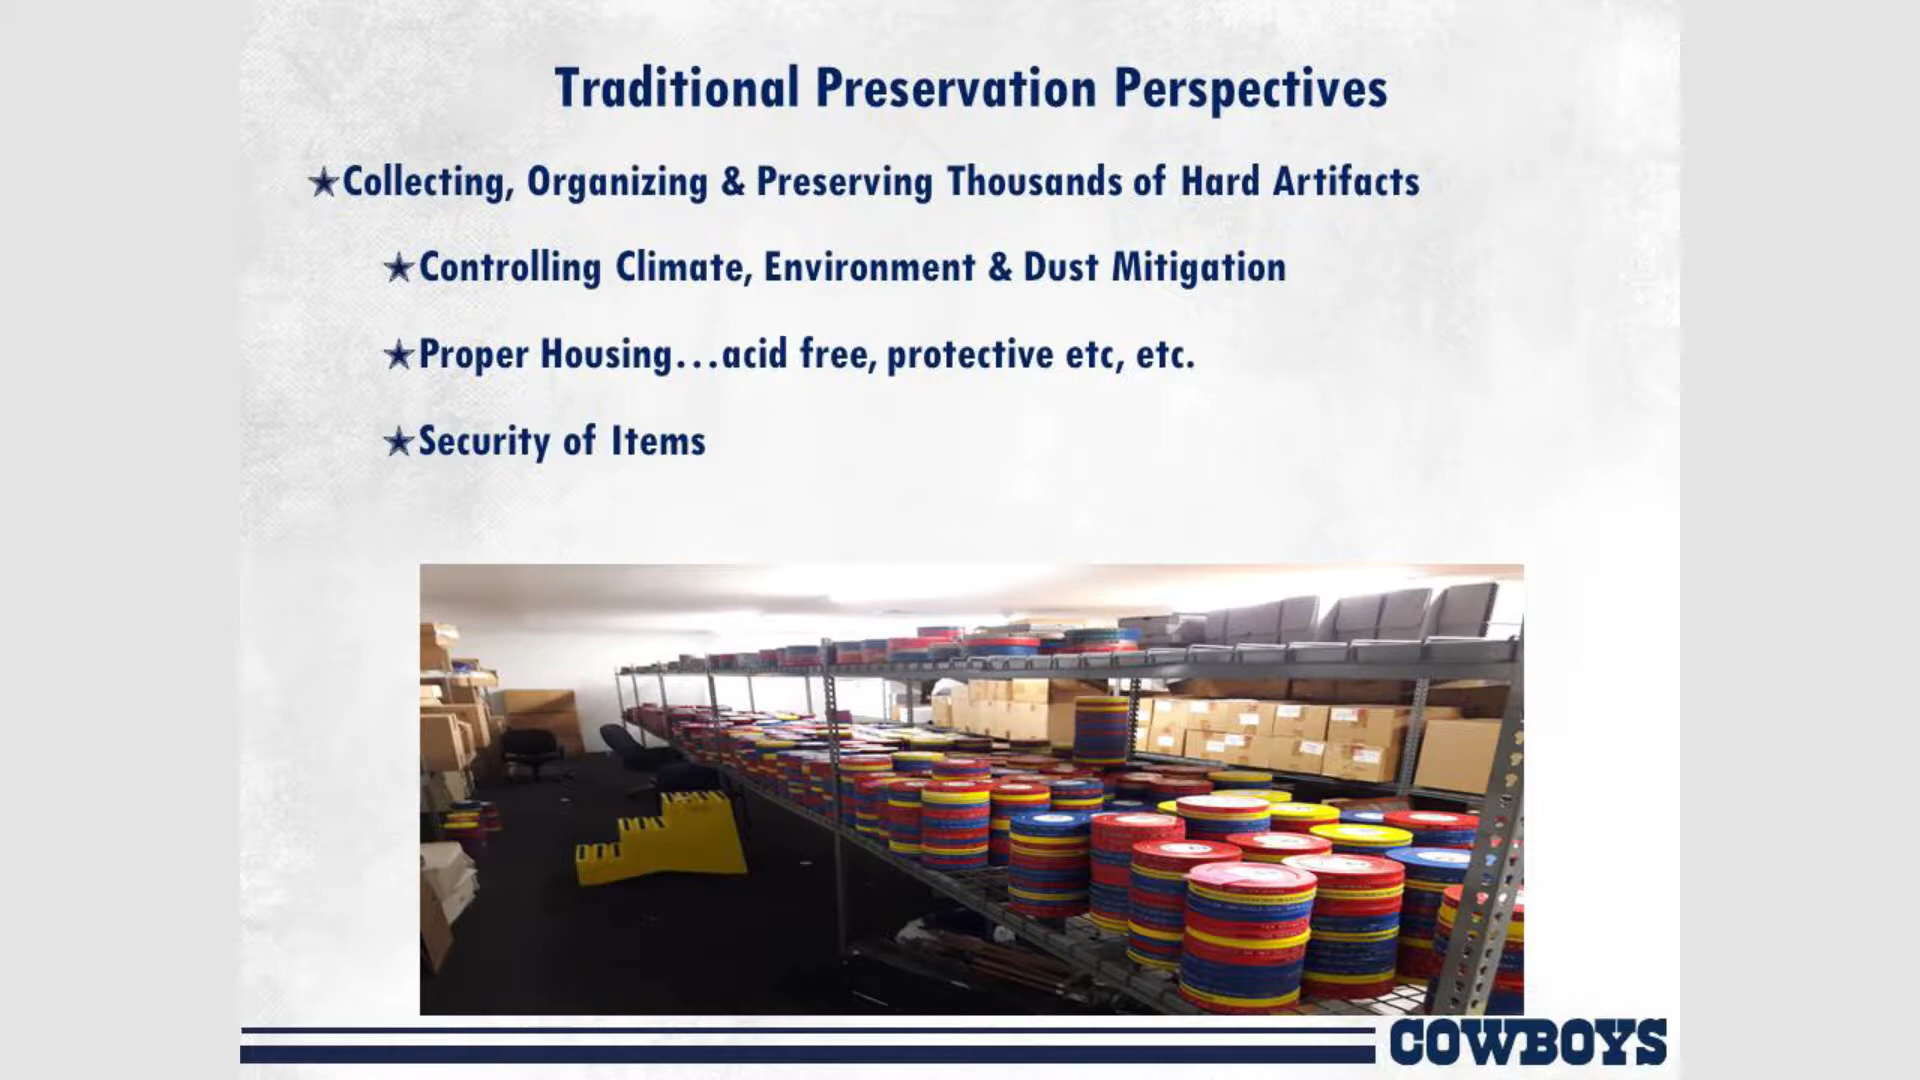 Traditional Preservation Perspectives
★Collecting, Organizing & Preserving Thousands of Hard Artifacts
★Controlling Climate, Environment & Dust Mitigation
★Proper Housing...acid free, protective etc, etc.
★Security of Items
COWBOYS